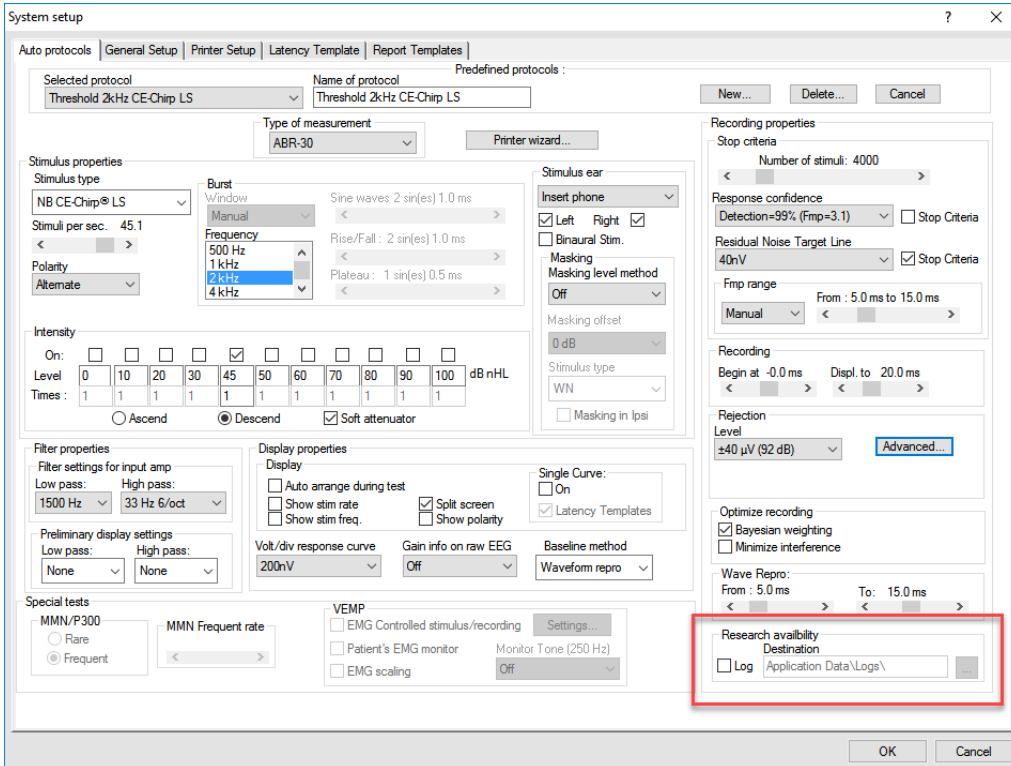 System setup
?
Auto protocols
General Setup
Printer Setup
Latency Template
Report Templates
Predefined protocols :
Selected protocol
Threshold 2kHz CE-Chirp LS
Name of protocol
Threshold 2kHz CE-Chirp LS
New...
Delete...
Cancel
Type of measurement
ABR-30
Printer wizard...
Stimulus properties
Stimulus type
NB CE-Chirp® LS
Stimuli per sec. 45.1
Polarity
Alternate
Burst
Window
Manual
Frequency
500 Hz
1 kHz
2 kHz
4 kHz
Sine waves 2 sin(es) 1.0 ms
Rise/Fall : 2 sin(es) 1.0 ms
Plateau : 1 sin(es) 0.5 ms
Intensity
On:
Level 0 10 20 30 45 50 60 70 80 90 100 dB nHL
Times : 1 1 1 1 1 1 1 1 1 1 1
Ascend
Descend
Soft attenuator
Stimulus ear
Insert phone
Left Right
Binaural Stim.
Masking
Masking level method
Off
Masking offset
0 dB
Stimulus type
WN
Masking in Ipsi
Recording properties
Stop criteria
Number of stimuli: 4000
Response confidence
Detection=99% (Fmp=3.1)
Stop Criteria
Residual Noise Target Line
40nV
Stop Criteria
Fmp range
Manual
From : 5.0 ms to 15.0 ms
Recording
Begin at -0.0 ms
Displ. to 20.0 ms
Rejection
Level
±40 µV (92 dB)
Advanced...
Optimize recording
Bayesian weighting
Minimize interference
Wave Repro:
From : 5.0 ms
To: 15.0 ms
Research availbility
Destination
Log
Application Data\Logs\
...
Filter properties
Filter settings for input amp
Low pass:
High pass:
1500 Hz
33 Hz 6/oct
Preliminary display settings
Low pass:
High pass:
None
None
Display properties
Display
Auto arrange during test
Show stim rate
Show stim freq.
Split screen
Show polarity
Single Curve:
On
Latency Templates
Volt/div response curve
200nV
Gain info on raw EEG
Off
Baseline method
Waveform repro
Special tests
MMN/P300
Rare
Frequent
MMN Frequent rate
VEMP
EMG Controlled stimulus/recording
Settings...
Patient's EMG monitor
EMG scaling
Monitor Tone (250 Hz)
Off
OK
Cancel